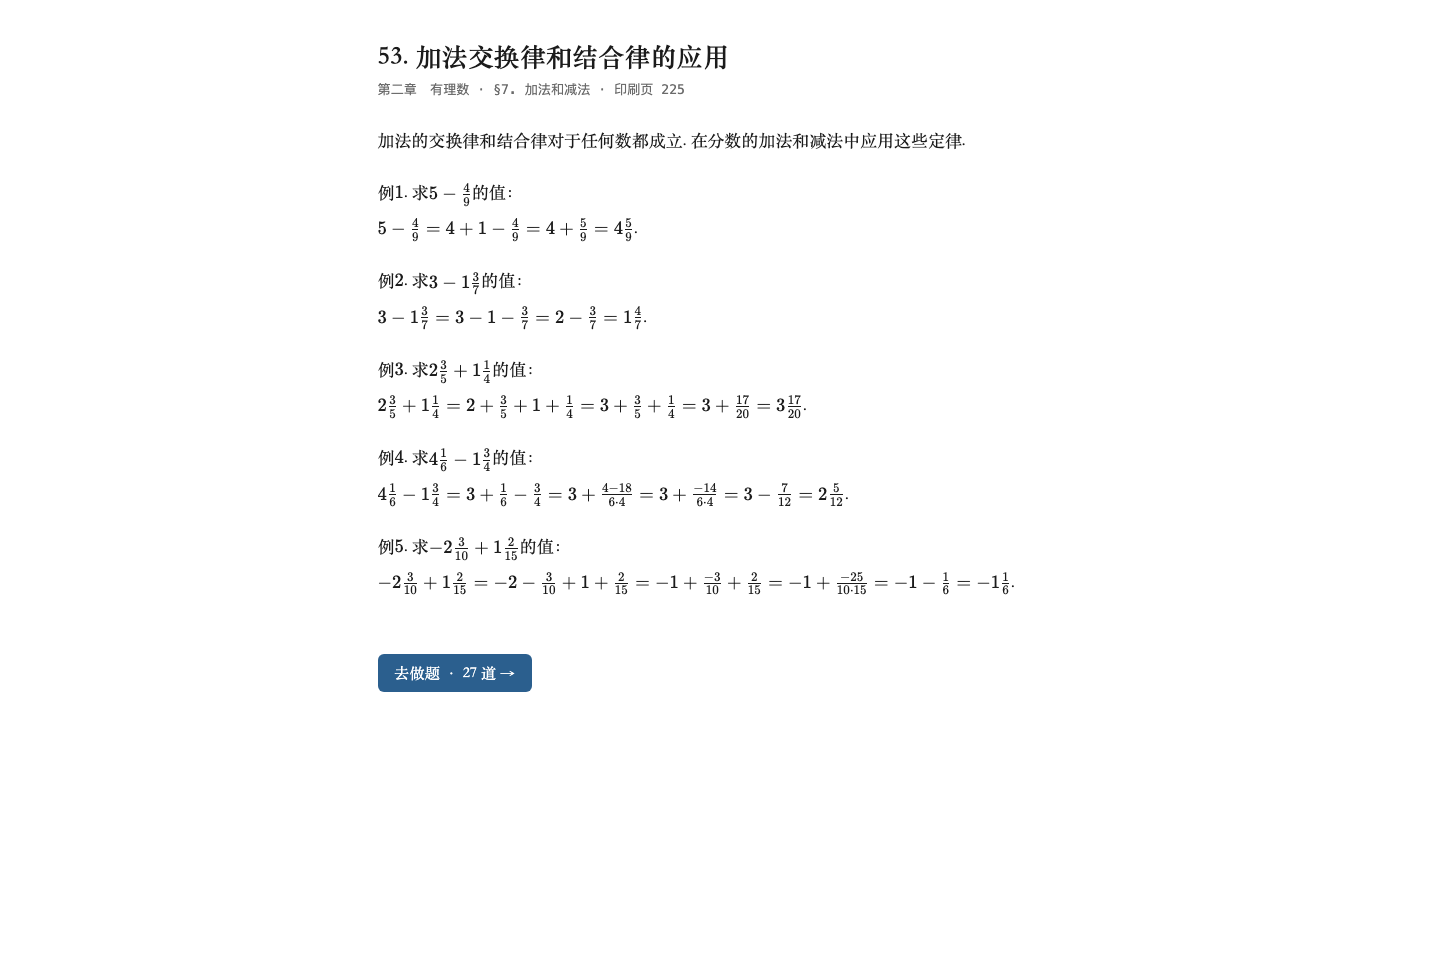 53. 加法交换律和结合律的应用
第二章 有理数 · §7. 加法和减法 · 印刷页 225
加法的交换律和结合律对于任何数都成立. 在分数的加法和减法中应用这些定律.
例1. 求5 − 4/9的值:
5 − 4/9 = 4 + 1 − 4/9 = 4 + 5/9 = 4 5/9.
例2. 求3 − 1 3/7的值:
3 − 1 3/7 = 3 − 1 − 3/7 = 2 − 3/7 = 1 4/7.
例3. 求2 3/5 + 1 1/4的值:
2 3/5 + 1 1/4 = 2 + 3/5 + 1 + 1/4 = 3 + 3/5 + 1/4 = 3 + 17/20 = 3 17/20.
例4. 求4 1/6 − 1 3/4的值:
4 1/6 − 1 3/4 = 3 + 1/6 − 3/4 = 3 + (4−18)/(6·4) = 3 + (−14)/(6·4) = 3 − 7/12 = 2 5/12.
例5. 求−2 3/10 + 1 2/15的值:
−2 3/10 + 1 2/15 = −2 − 3/10 + 1 + 2/15 = −1 + (−3)/10 + 2/15 = −1 + (−25)/(10·15) = −1 − 1/6 = −1 1/6.
去做题 · 27 道 →